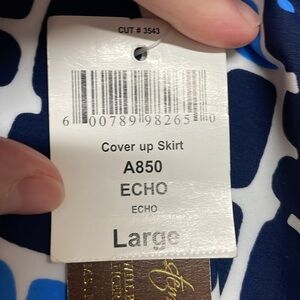 CUT # 3543
6 00789 98265 0
Cover up Skirt
A850
ECHO
ECHO
Large